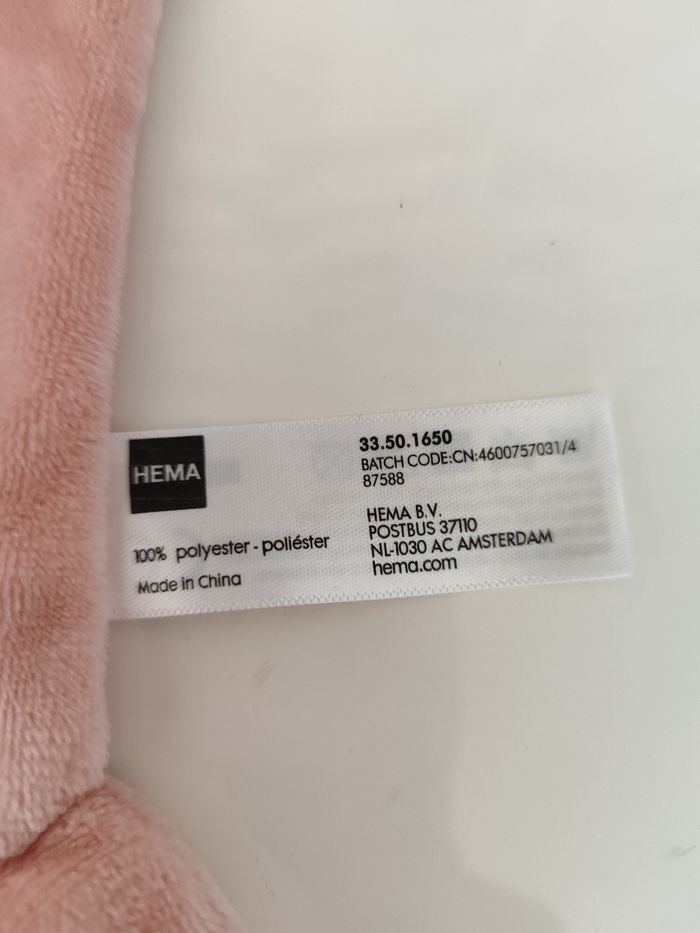 HEMA
100% polyester - poliéster
Made in China
33.50.1650
BATCH CODE:CN:4600757031/4
87588
HEMA B.V.
POSTBUS 37110
NL-1030 AC AMSTERDAM
hema.com